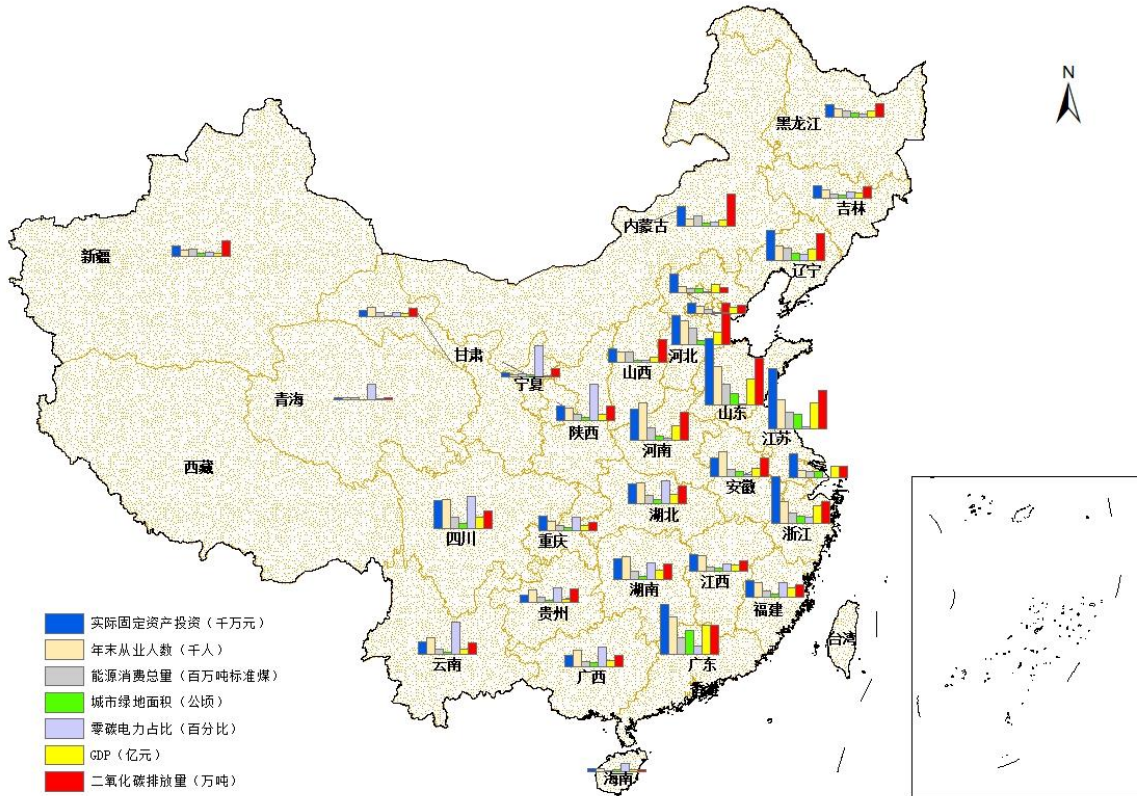 N
黑龙江
吉林
内蒙古
新疆
辽宁
甘肃
河北
山西
宁夏
青海
山东
陕西
江苏
河南
西藏
安徽
湖北
浙江
四川
重庆
湖南
江西
贵州
福建
台湾
云南
广西
广东
香港
海南
实际固定资产投资（千万元）
年末从业人数（千人）
能源消费总量（百万吨标准煤）
城市绿地面积（公顷）
零碳电力占比（百分比）
GDP（亿元）
二氧化碳排放量（万吨）